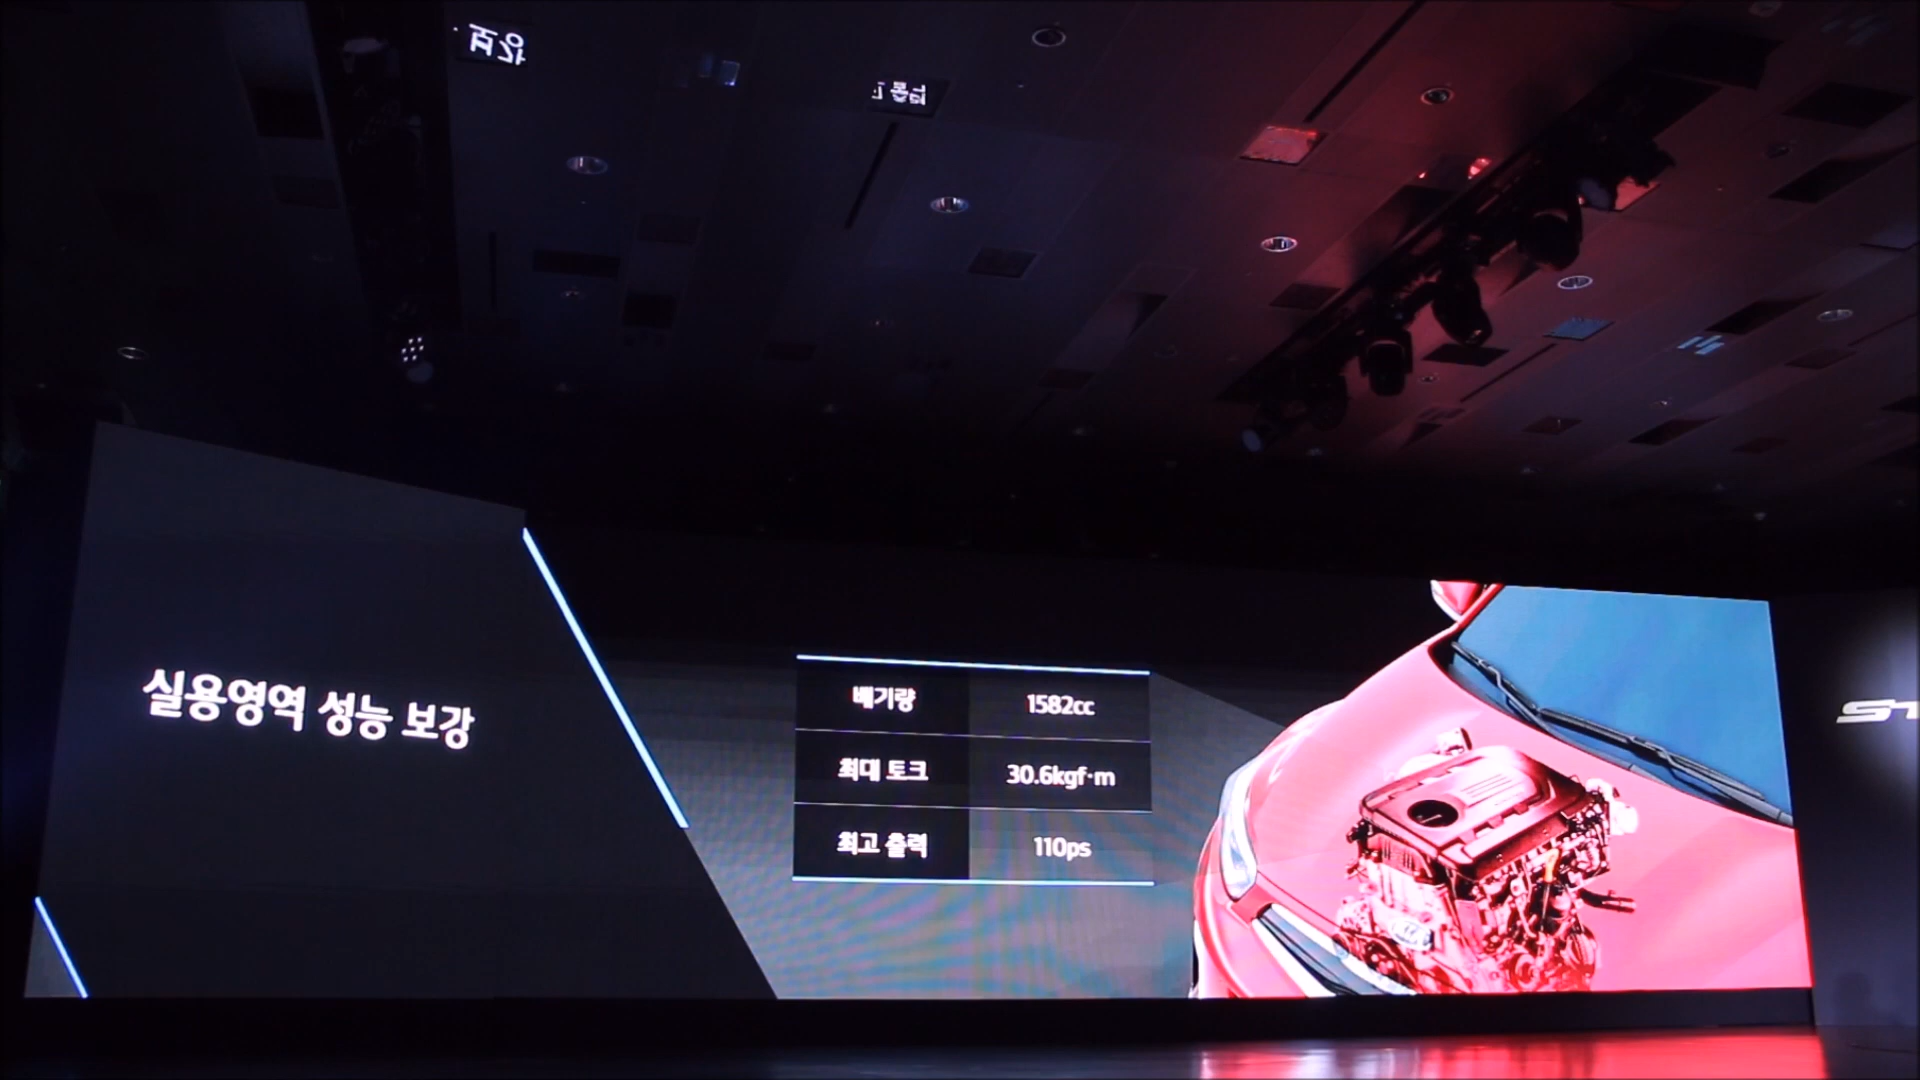 실용영역 성능 보강
배기량 1582cc
최대 토크 30.6kgf·m
최고 출력 110ps
ST